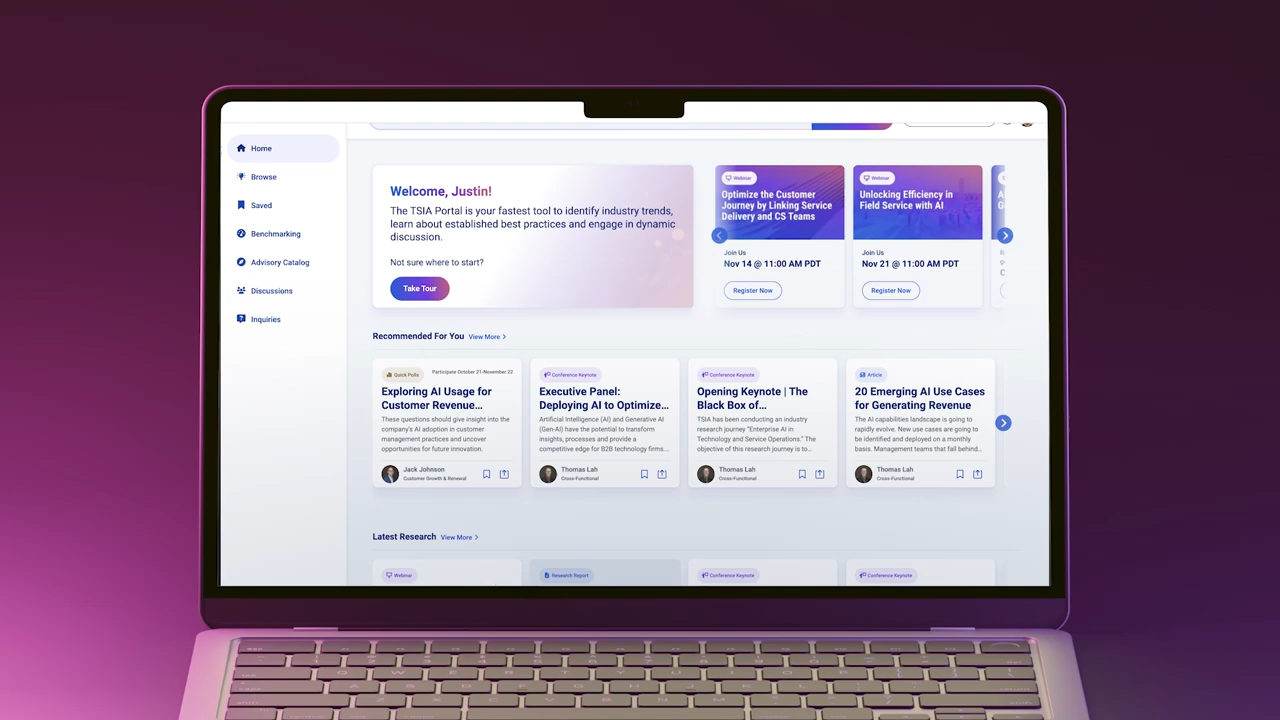 Home
Browse
Saved
Benchmarking
Advisory Catalog
Discussions
Inquiries
Welcome, Justin!
The TSIA Portal is your fastest tool to identify industry trends,
learn about established best practices and engage in dynamic
discussion.
Not sure where to start?
Take Tour
Webinar
Optimize the Customer
Journey by Linking Service
Delivery and CS Teams
Join Us
Nov 14 @ 11:00 AM PDT
Register Now
Webinar
Unlocking Efficiency in
Field Service with AI
Join Us
Nov 21 @ 11:00 AM PDT
Register Now
Recommended For You View More
Quick Polls Participate October 21-November 22
Exploring AI Usage for
Customer Revenue...
These questions should give insight into the
company's AI adoption in customer
management practices and uncover
opportunities for future innovation.
Jack Johnson
Customer Growth & Renewal
Conference Keynote
Executive Panel:
Deploying AI to Optimize...
Artificial Intelligence (AI) and Generative AI
(Gen-AI) have the potential to transform
insights, processes and provide a
competitive edge for B2B technology firms....
Thomas Lah
Cross-Functional
Conference Keynote
Opening Keynote | The
Black Box of...
TSIA has been conducting an industry
research journey "Enterprise AI in
Technology and Service Operations." The
objective of this research journey is to...
Thomas Lah
Cross-Functional
Article
20 Emerging AI Use Cases
for Generating Revenue
The AI capabilities landscape is going to
rapidly evolve. New use cases are going to
be identified and deployed on a monthly
basis. Management teams that fall behind...
Thomas Lah
Cross-Functional
Latest Research View More
Webinar
Research Report
Conference Keynote
Conference Keynote